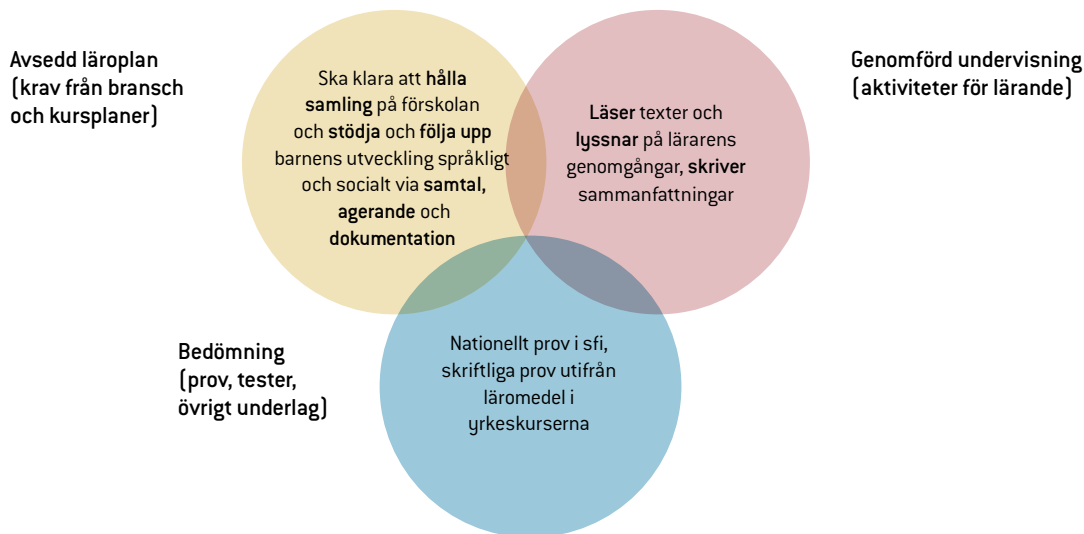 Avsedd läroplan
(krav från bransch
och kursplaner)
Ska klara att hålla
samling på förskolan
och stödja och följa upp
barnens utveckling språkligt
och socialt via samtal,
agerande och
dokumentation
Läser texter och
lyssnar på lärarens
genomgångar, skriver
sammanfattningar
Genomförd undervisning
(aktiviteter för lärande)
Bedömning
(prov, tester,
övrigt underlag)
Nationellt prov i sfi,
skriftliga prov utifrån
läromedel i
yrkeskurserna